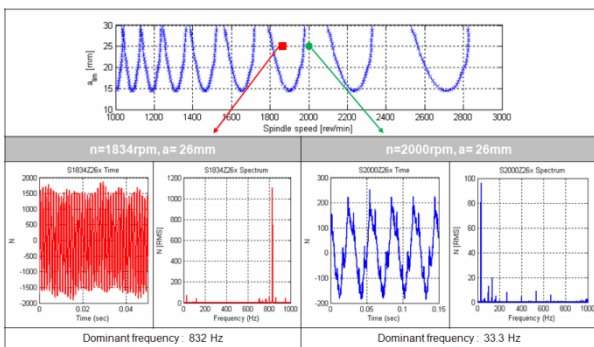 30
25
20
15
10
a lim [mm]
1000 1200 1400 1600 1800 2000 2200 2400 2600 2800 3000
Spindle speed [rev/min]
n=1834rpm, a= 26mm
n=2000rpm, a= 26mm
S1834Z26x Time
S1834Z26x Spectrum
S2000Z26x Time
S2000Z26x Spectrum
2000
1500
1000
500
0
-500
-1000
-1500
-2000
N
0 0.02 0.04
Time (sec)
1200
1000
800
600
400
200
0
N [RMS]
0 200 400 600 800 1000
Frequency (Hz)
300
200
100
0
-100
-200
N
0 0.05 0.1 0.15
Time (sec)
100
80
60
40
20
0
N [RMS]
0 500 1000
Frequency (Hz)
Dominant frequency : 832 Hz
Dominant frequency : 33.3 Hz